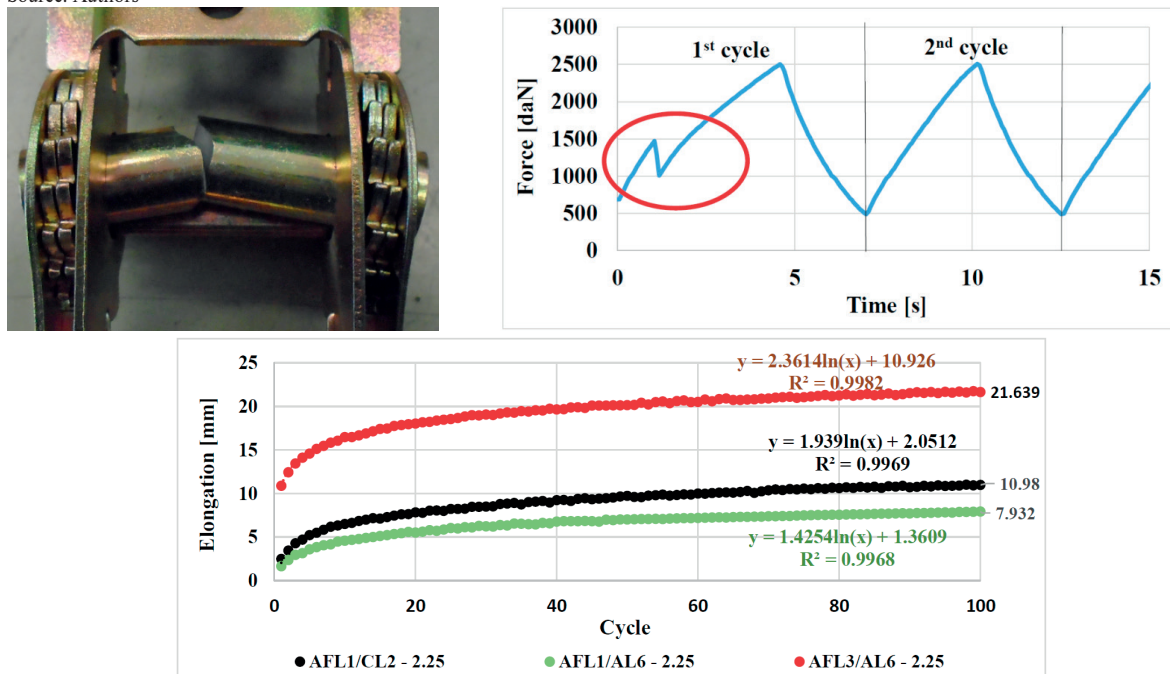 Source: Authors
3000
2500
2000
1500
1000
500
0
Force [daN]
1st cycle
2nd cycle
0 5 10 15
Time [s]
25
20
15
10
5
0
Elongation [mm]
y = 2.3614ln(x) + 10.926
R² = 0.9982
21.639
y = 1.939ln(x) + 2.0512
R² = 0.9969
10.98
7.932
y = 1.4254ln(x) + 1.3609
R² = 0.9968
0 20 40 60 80 100
Cycle
AFL1/CL2 - 2.25 AFL1/AL6 - 2.25 AFL3/AL6 - 2.25